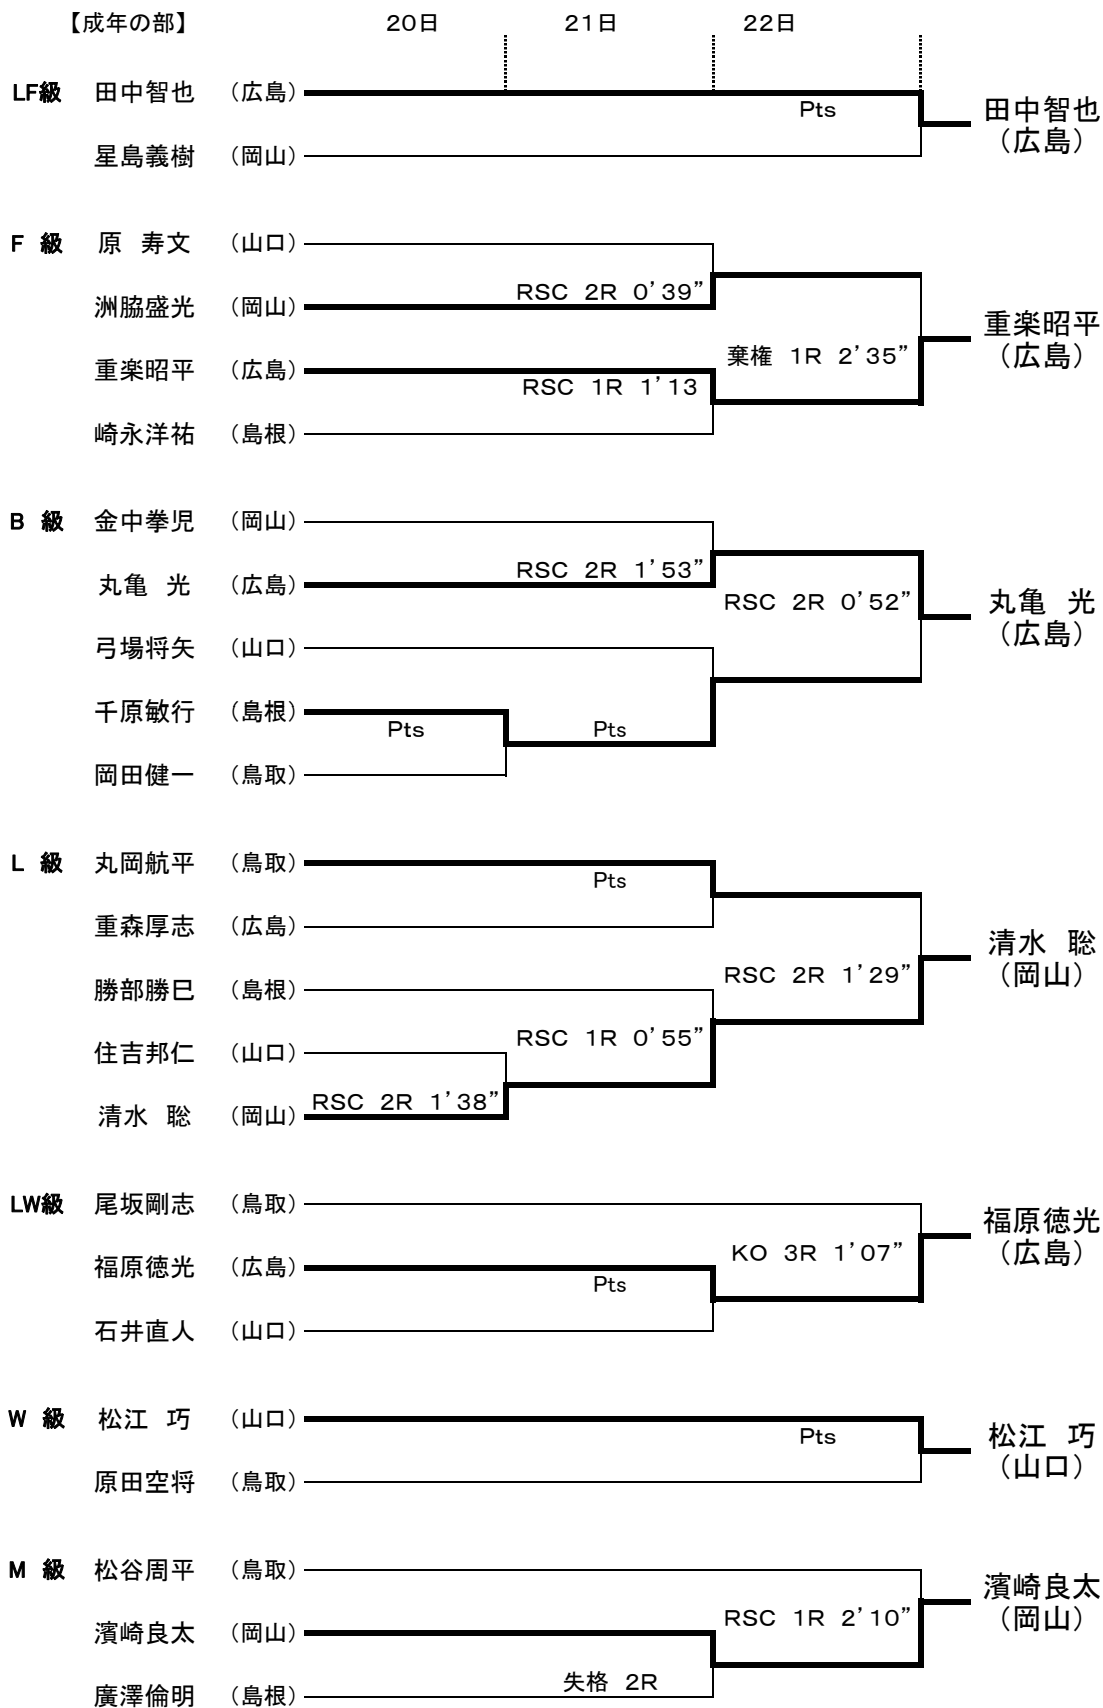 【成年の部】 20日 21日 22日
LF級 田中智也 (広島)
Pts
田中智也
(広島)
星島義樹 (岡山)
F 級 原 寿文 (山口)
RSC 2R 0’39”
洲脇盛光 (岡山)
重楽昭平
(広島)
棄権 1R 2’35”
重楽昭平 (広島)
RSC 1R 1’13
崎永洋祐 (島根)
B 級 金中拳児 (岡山)
RSC 2R 1’53”
丸亀 光 (広島)
RSC 2R 0’52”
丸亀 光
(広島)
弓場将矢 (山口)
千原敏行 (島根)
Pts Pts
岡田健一 (鳥取)
L 級 丸岡航平 (鳥取)
Pts
重森厚志 (広島)
清水 聡
(岡山)
RSC 2R 1’29”
勝部勝巳 (島根)
RSC 1R 0’55”
住吉邦仁 (山口)
RSC 2R 1’38”
清水 聡 (岡山)
LW級 尾坂剛志 (鳥取)
福原徳光
(広島)
KO 3R 1’07”
福原徳光 (広島)
Pts
石井直人 (山口)
W 級 松江 巧 (山口)
Pts
松江 巧
(山口)
原田空将 (鳥取)
M 級 松谷周平 (鳥取)
濱崎良太
(岡山)
RSC 1R 2’10”
濱崎良太 (岡山)
失格 2R
廣澤倫明 (島根)